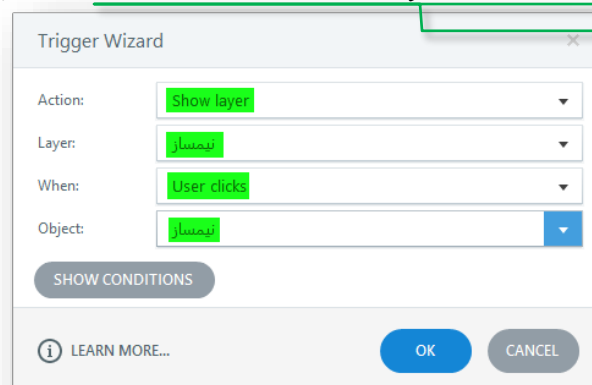 Trigger Wizard
Action: Show layer
Layer: نیمساز
When: User clicks
Object: نیمساز
SHOW CONDITIONS
LEARN MORE...
OK CANCEL